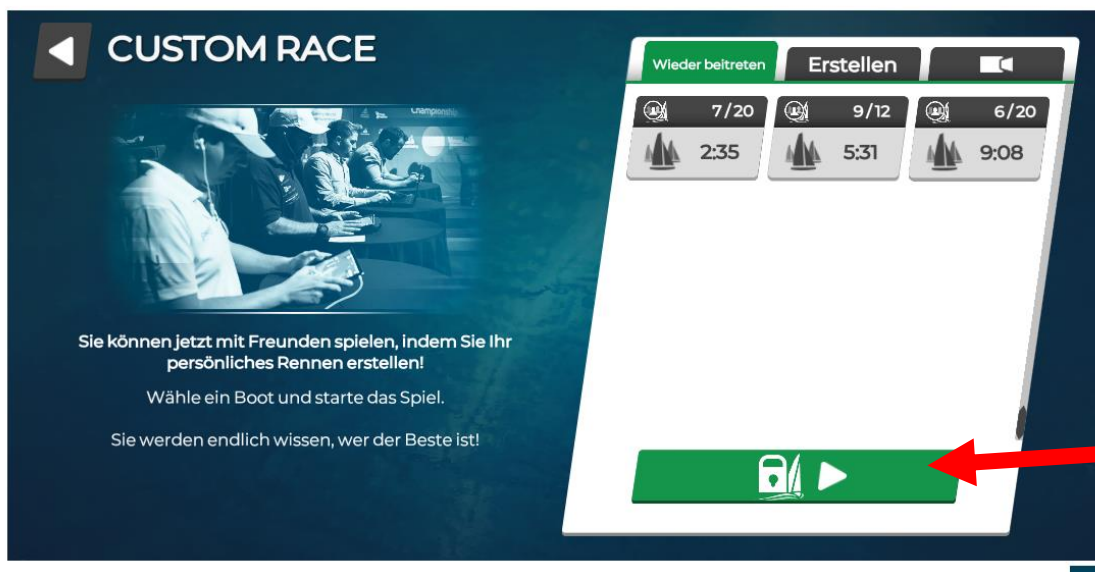 CUSTOM RACE
Championship
Sie können jetzt mit Freunden spielen, indem Sie Ihr
persönliches Rennen erstellen!
Wähle ein Boot und starte das Spiel.
Sie werden endlich wissen, wer der Beste ist!
Wieder beitreten
Erstellen
7/20
9/12
6/20
2:35
5:31
9:08